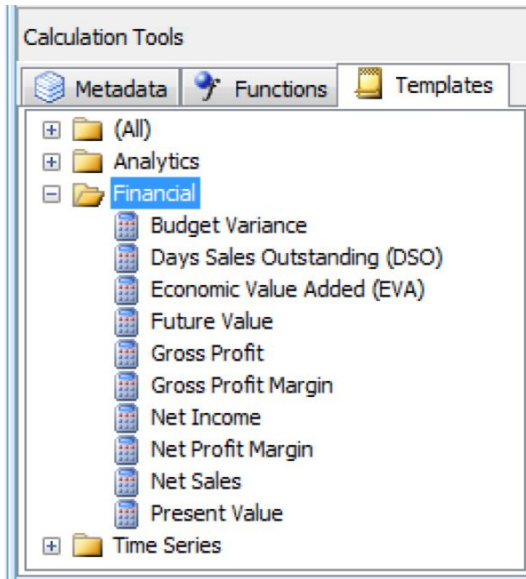 Calculation Tools
Metadata Functions Templates
(All)
Analytics
Financial
Budget Variance
Days Sales Outstanding (DSO)
Economic Value Added (EVA)
Future Value
Gross Profit
Gross Profit Margin
Net Income
Net Profit Margin
Net Sales
Present Value
Time Series